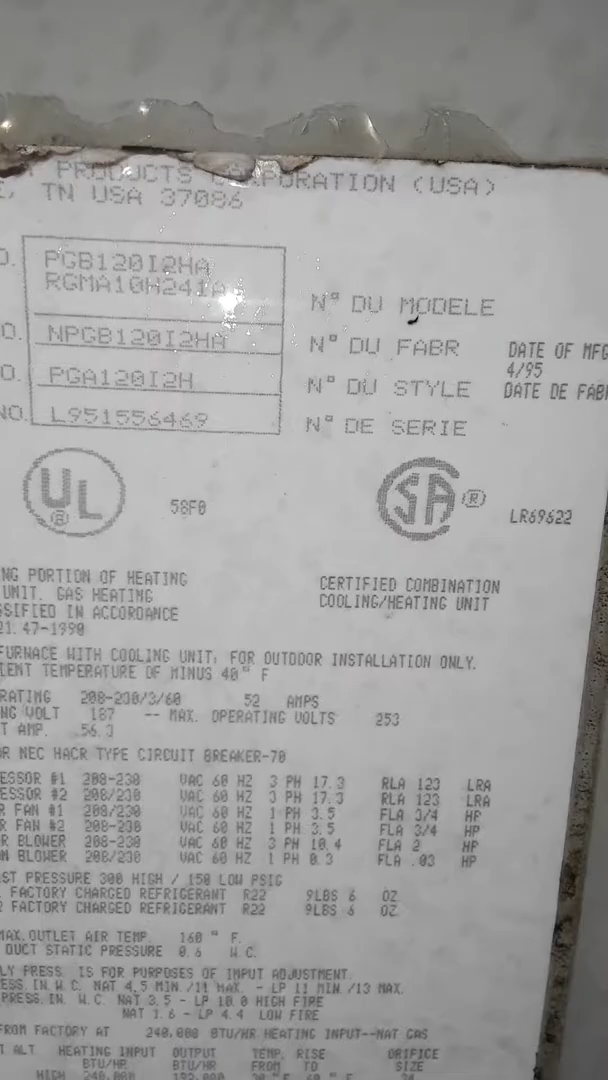 PRODUCTS CORPORATION (USA)
E, TN USA 37086
O. PGB120I2HA
RGMA10H241A
N° DU MODELE
O. NPGB120I2HA N° DU FABR
DATE OF MFG
4/95
O. PGA120I2H N° DU STYLE DATE DE FABR
NO. L951556469 N° DE SERIE
UL ® 58F0 SA ® LR69622
NG PORTION OF HEATING
UNIT. GAS HEATING
SSIFIED IN ACCORDANCE
21.47-1990
CERTIFIED COMBINATION
COOLING/HEATING UNIT
FURNACE WITH COOLING UNIT, FOR OUTDOOR INSTALLATION ONLY.
IENT TEMPERATURE OF MINUS 40° F
RATING 208-230/3/60 52 AMPS
NG VOLT 187 -- MAX. OPERATING VOLTS 253
T AMP. 56.3
OR NEC HACR TYPE CIRCUIT BREAKER-70
ESSOR #1 208-230 VAC 60 HZ 3 PH 17.3 RLA 123 LRA
ESSOR #2 208/230 VAC 60 HZ 3 PH 17.3 RLA 123 LRA
R FAN #1 208/230 VAC 60 HZ 1 PH 3.5 FLA 3/4 HP
R FAN #2 208-230 VAC 60 HZ 1 PH 3.5 FLA 3/4 HP
R BLOWER 208-230 VAC 60 HZ 3 PH 10.4 FLA 2 HP
N BLOWER 208/230 VAC 60 HZ 1 PH 0.3 FLA .03 HP
ST PRESSURE 300 HIGH / 150 LOW PSIG
1 FACTORY CHARGED REFRIGERANT R22 9LBS 6 OZ
2 FACTORY CHARGED REFRIGERANT R22 9LBS 6 OZ
MAX. OUTLET AIR TEMP. 160 ° F.
DUCT STATIC PRESSURE 0.6 W.C.
LY PRESS. IS FOR PURPOSES OF INPUT ADJUSTMENT.
ESS. IN W.C. NAT 4.5 MIN /11 MAX. - LP 11 MIN /13 MAX.
PRESS. IN. W.C. NAT 3.5 - LP 10.0 HIGH FIRE
NAT 1.6 - LP 4.4 LOW FIRE
FROM FACTORY AT 240,000 BTU/HR HEATING INPUT--NAT GAS
T ALT HEATING INPUT OUTPUT TEMP. RISE ORIFICE
BTU/HR BTU/HR FROM TO SIZE
HIGH 240,000